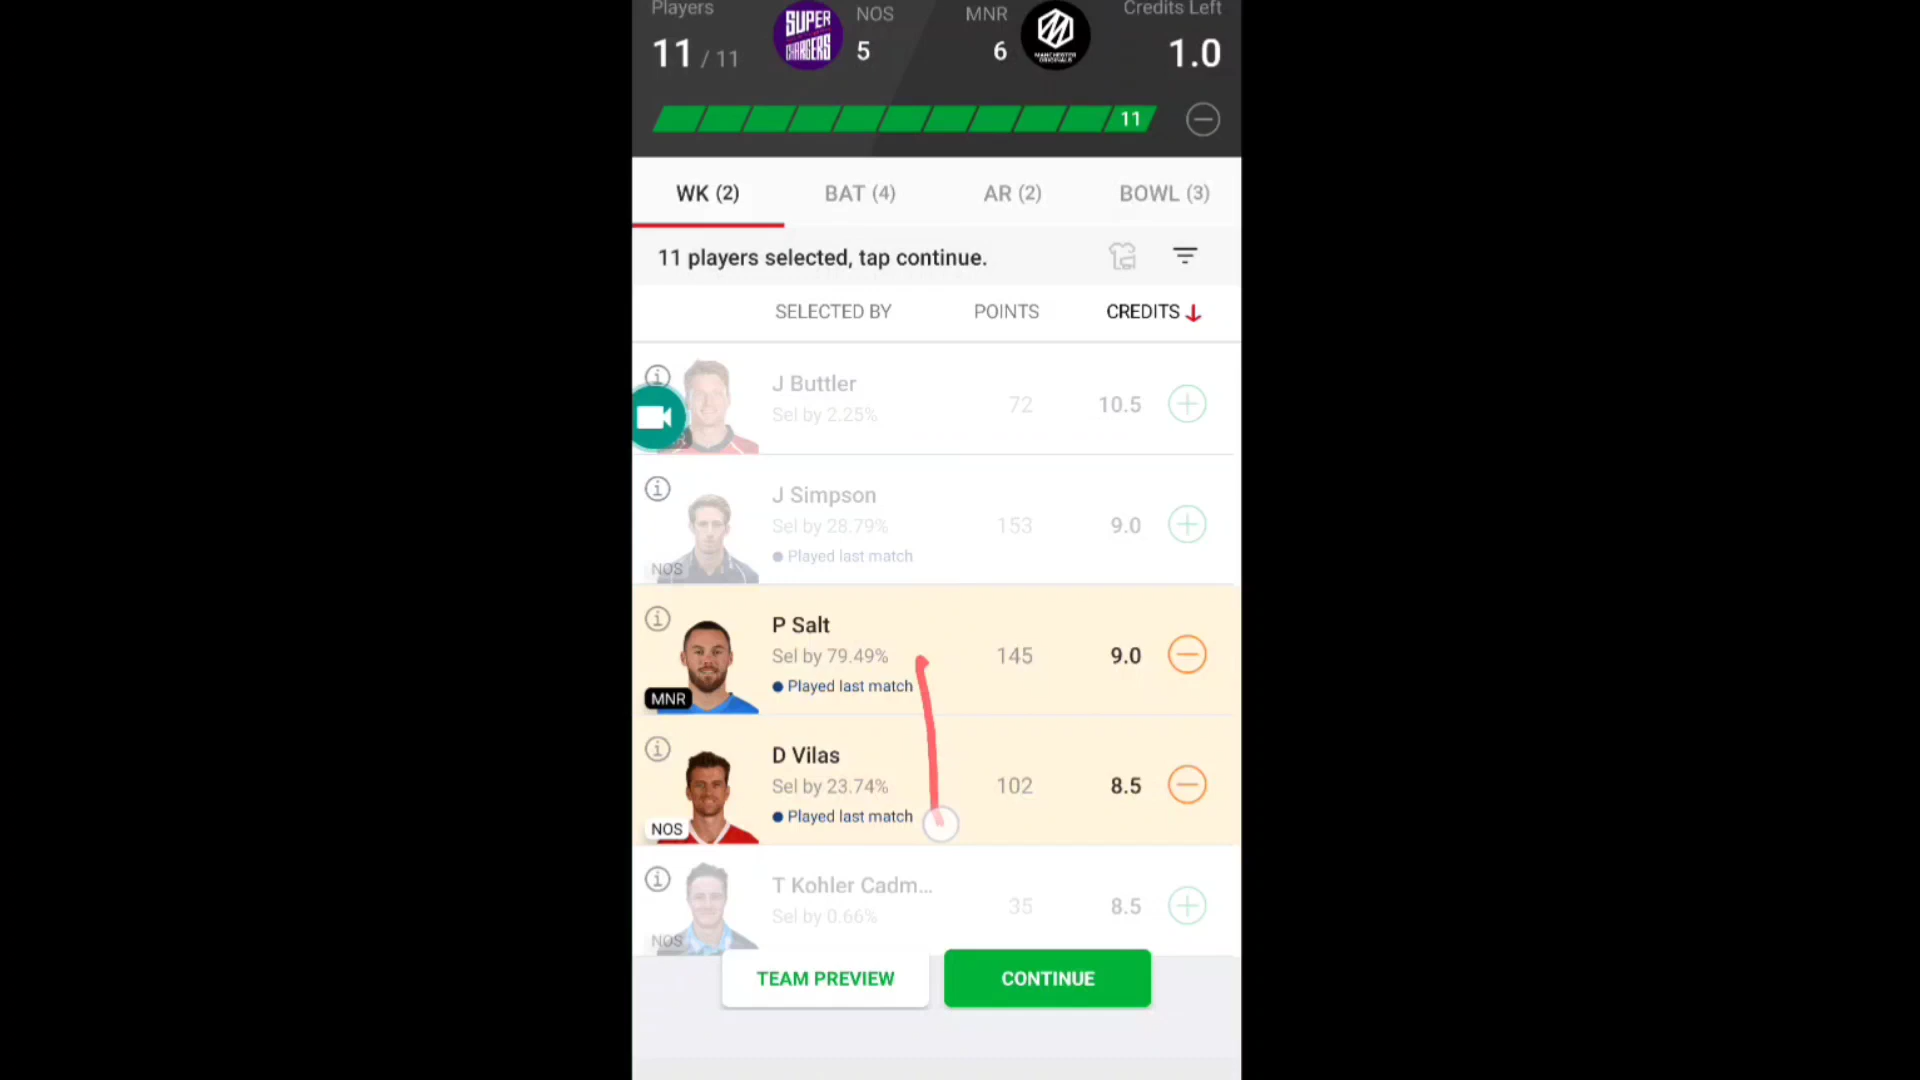 Players
NOS
MNR
Credits Left
11 / 11
SUPER
CHARGERS
5
6
MANCHESTER
ORIGINALS
1.0
11
WK (2)
BAT (4)
AR (2)
BOWL (3)
11 players selected, tap continue.
SELECTED BY
POINTS
CREDITS
J Buttler
Sel by 2.25%
72
10.5
J Simpson
Sel by 28.79%
Played last match
153
9.0
NOS
P Salt
Sel by 79.49%
Played last match
145
9.0
MNR
D Vilas
Sel by 23.74%
Played last match
102
8.5
NOS
T Kohler Cadm...
Sel by 0.66%
35
8.5
NOS
TEAM PREVIEW
CONTINUE